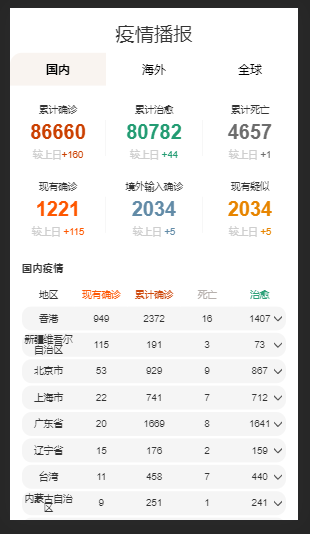 疫情播报
国内 海外 全球
累计确诊 累计治愈 累计死亡
86660 80782 4657
较上日+160 较上日+44 较上日+1
现有确诊 境外输入确诊 现有疑似
1221 2034 2034
较上日+115 较上日+5 较上日+5
国内疫情
地区 现有确诊 累计确诊 死亡 治愈
香港 949 2372 16 1407
新疆维吾尔
自治区 115 191 3 73
北京市 53 929 9 867
上海市 22 741 7 712
广东省 20 1669 8 1641
辽宁省 15 176 2 159
台湾 11 458 7 440
内蒙古自治
区 9 251 1 241